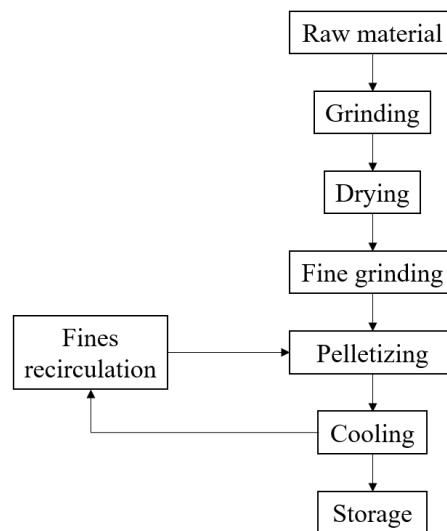 Raw material
Grinding
Drying
Fine grinding
Fines
recirculation
Pelletizing
Cooling
Storage